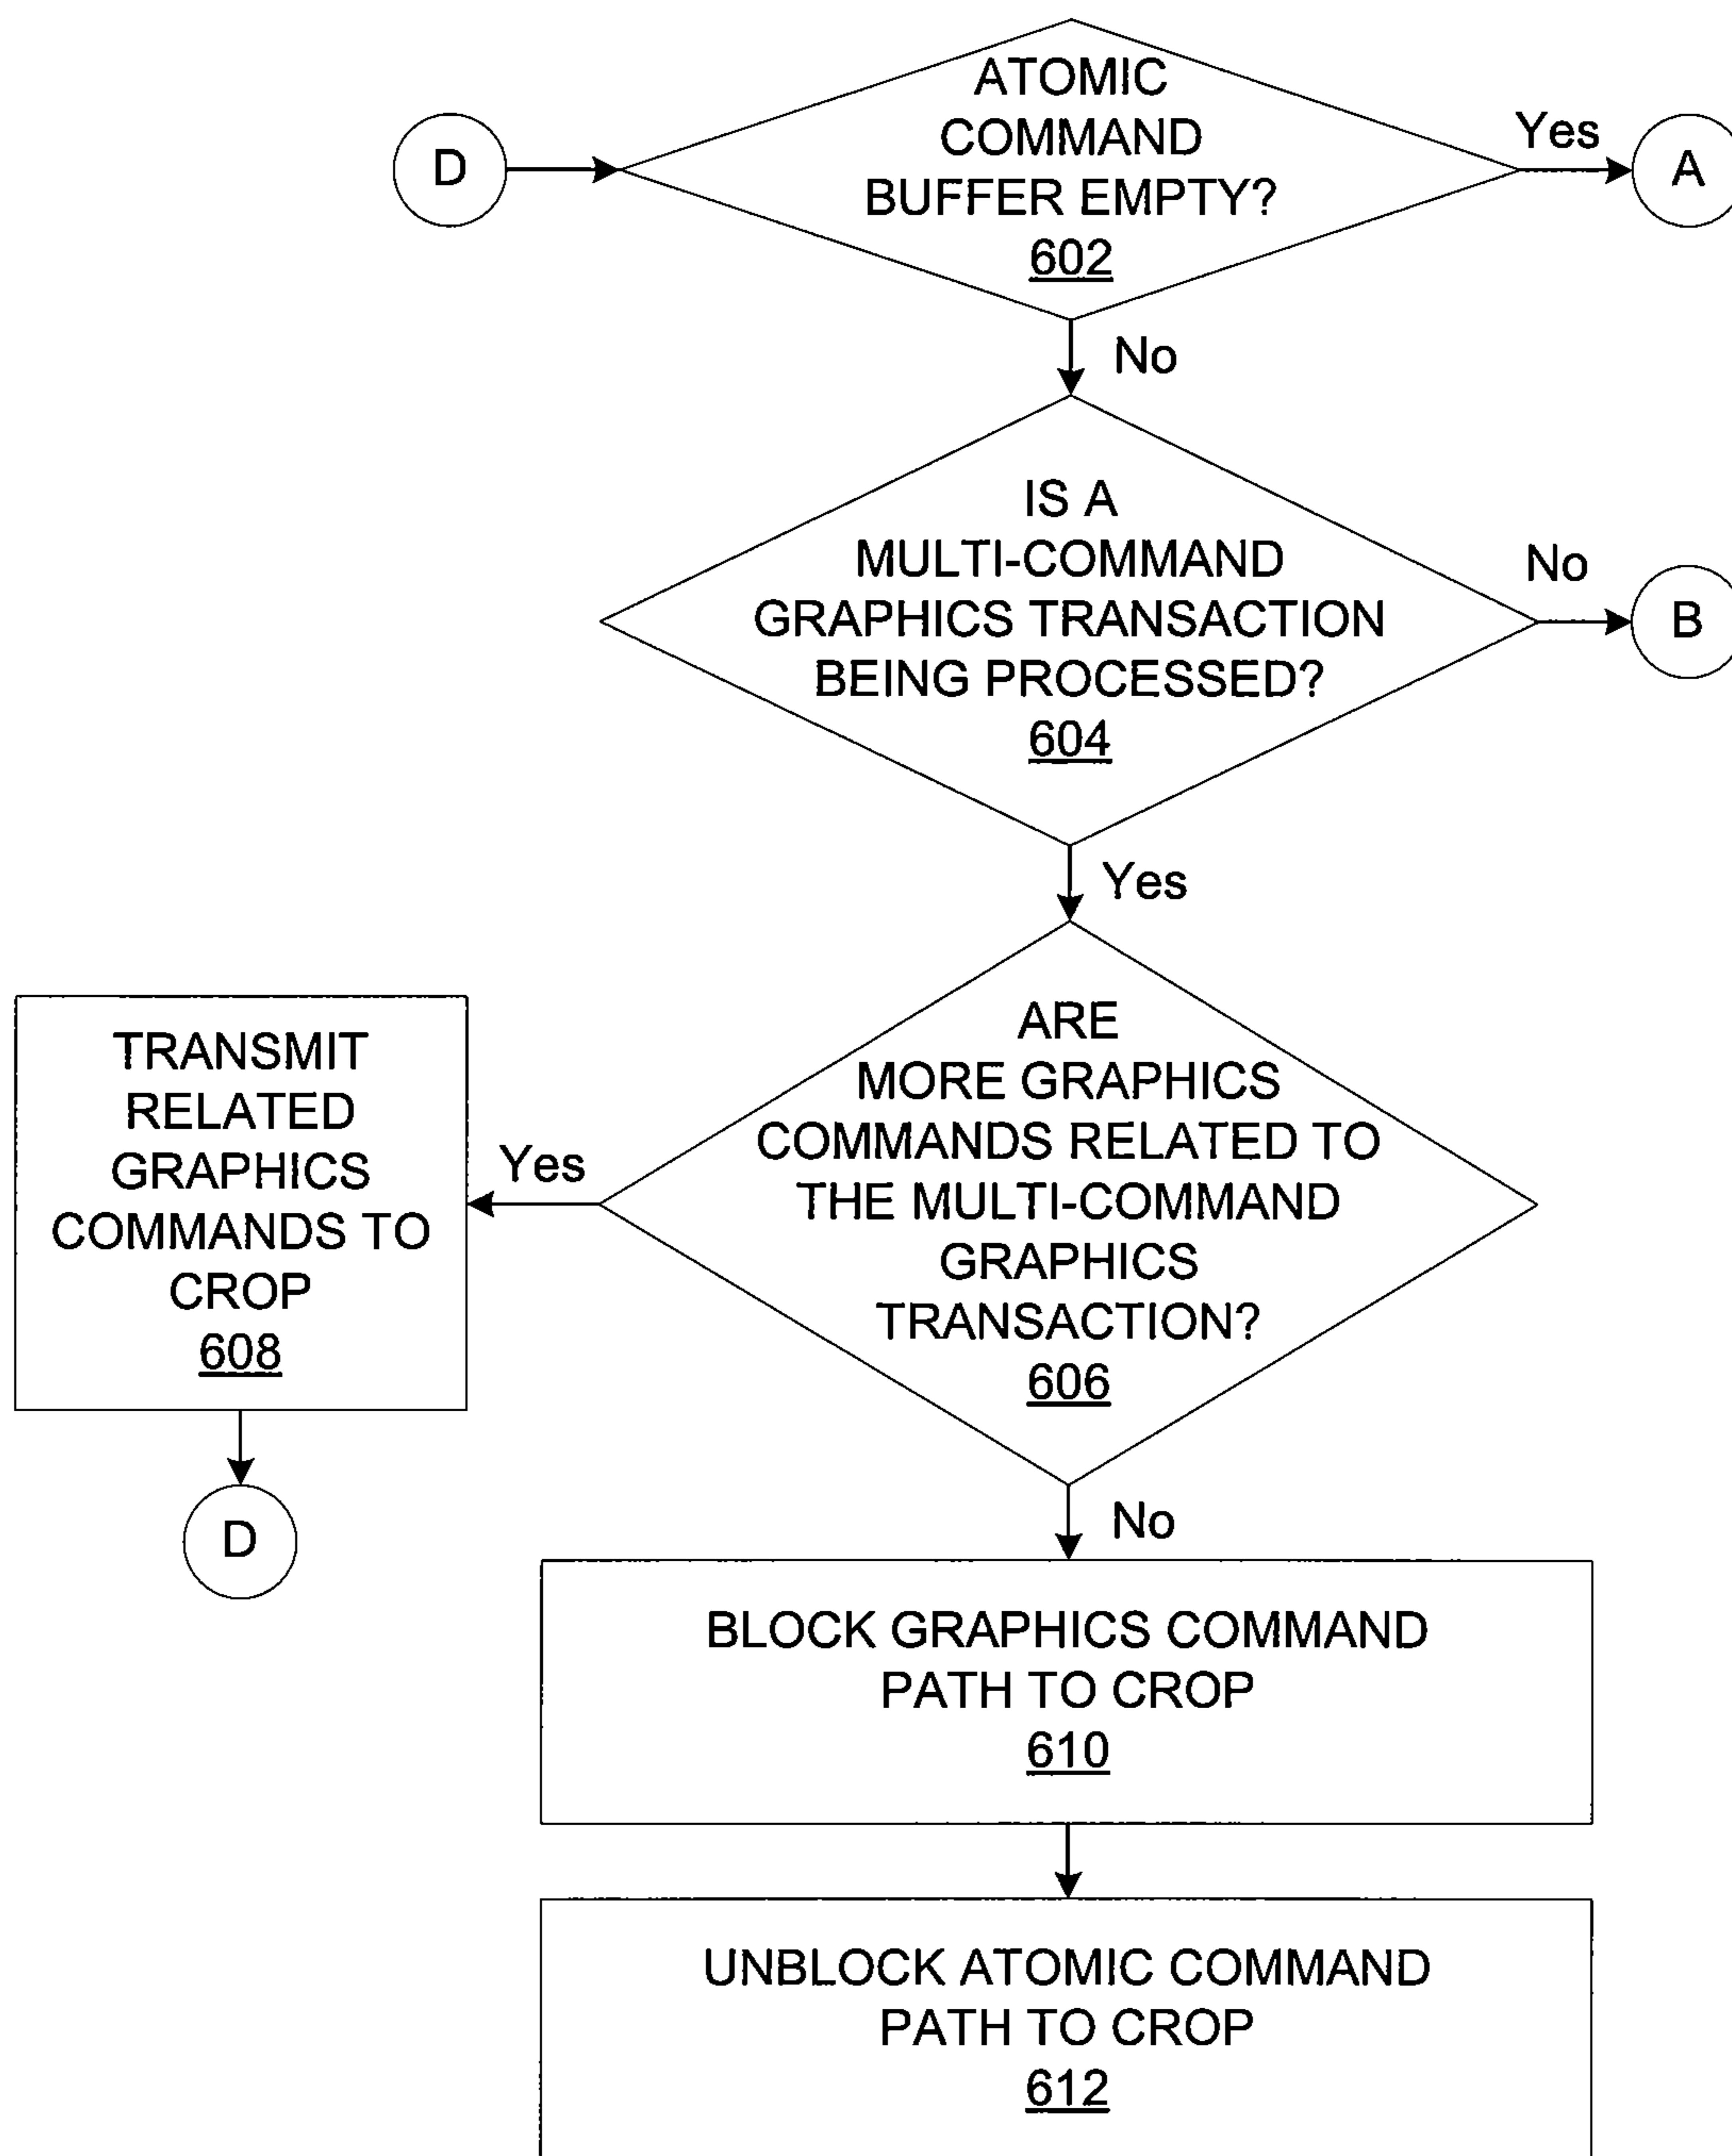 D
ATOMIC
COMMAND
BUFFER EMPTY?
602
Yes
A
No
IS A
MULTI-COMMAND
GRAPHICS TRANSACTION
BEING PROCESSED?
604
No
B
Yes
ARE
MORE GRAPHICS
COMMANDS RELATED TO
THE MULTI-COMMAND
GRAPHICS
TRANSACTION?
606
Yes
TRANSMIT
RELATED
GRAPHICS
COMMANDS TO
CROP
608
D
No
BLOCK GRAPHICS COMMAND
PATH TO CROP
610
UNBLOCK ATOMIC COMMAND
PATH TO CROP
612